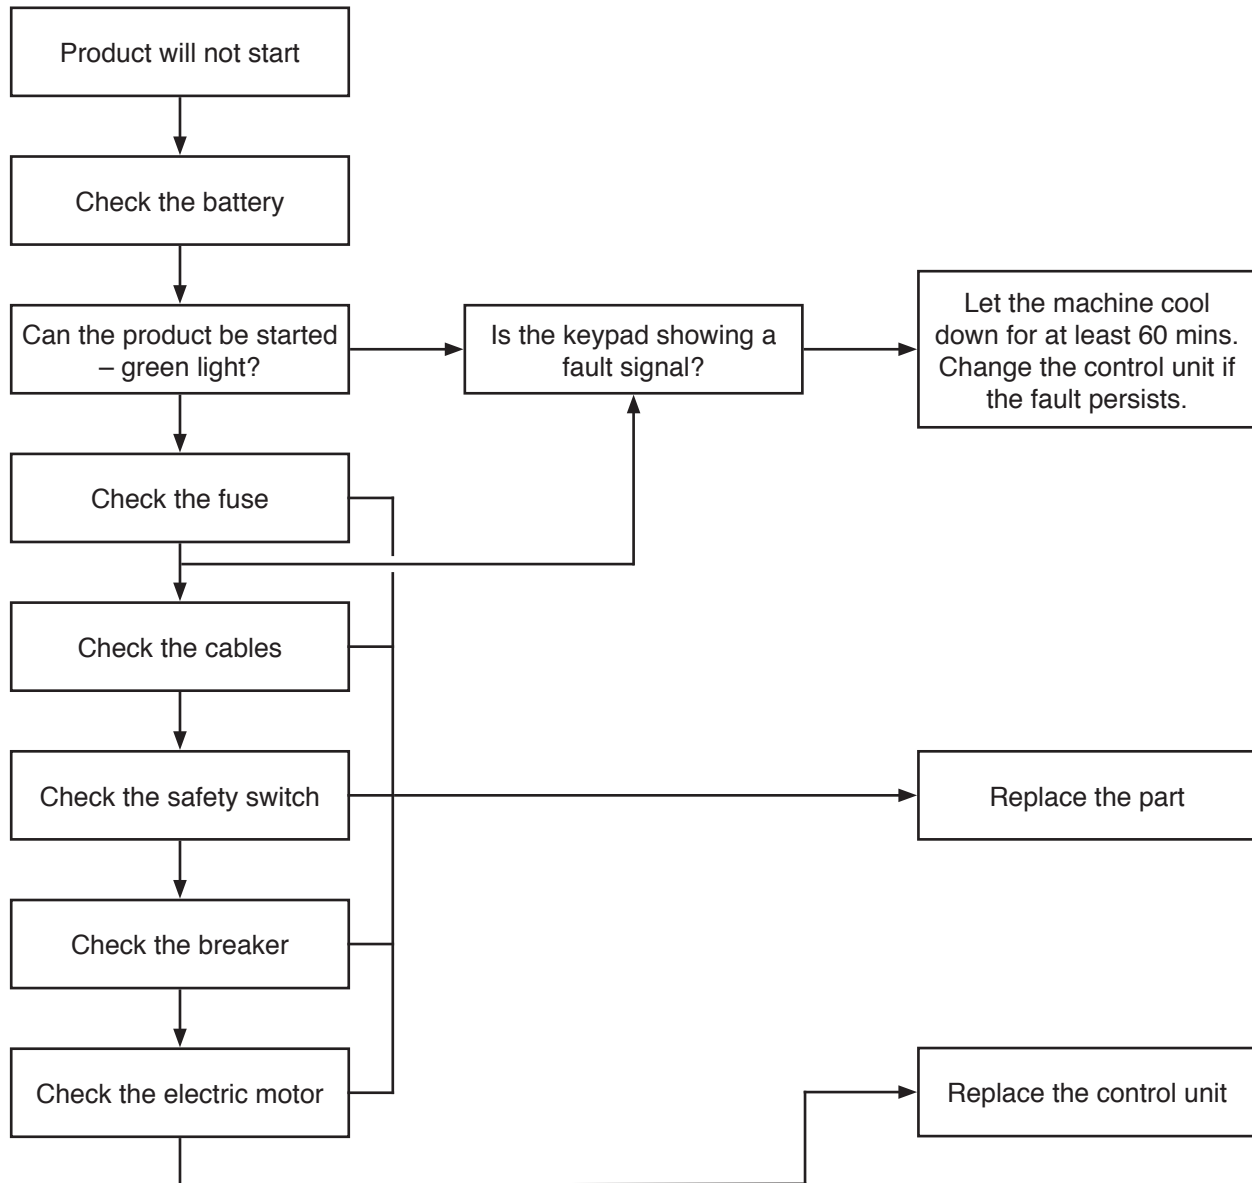 Product will not start
Check the battery
Can the product be started
– green light?
Is the keypad showing a
fault signal?
Let the machine cool
down for at least 60 mins.
Change the control unit if
the fault persists.
Check the fuse
Check the cables
Check the safety switch
Replace the part
Check the breaker
Check the electric motor
Replace the control unit